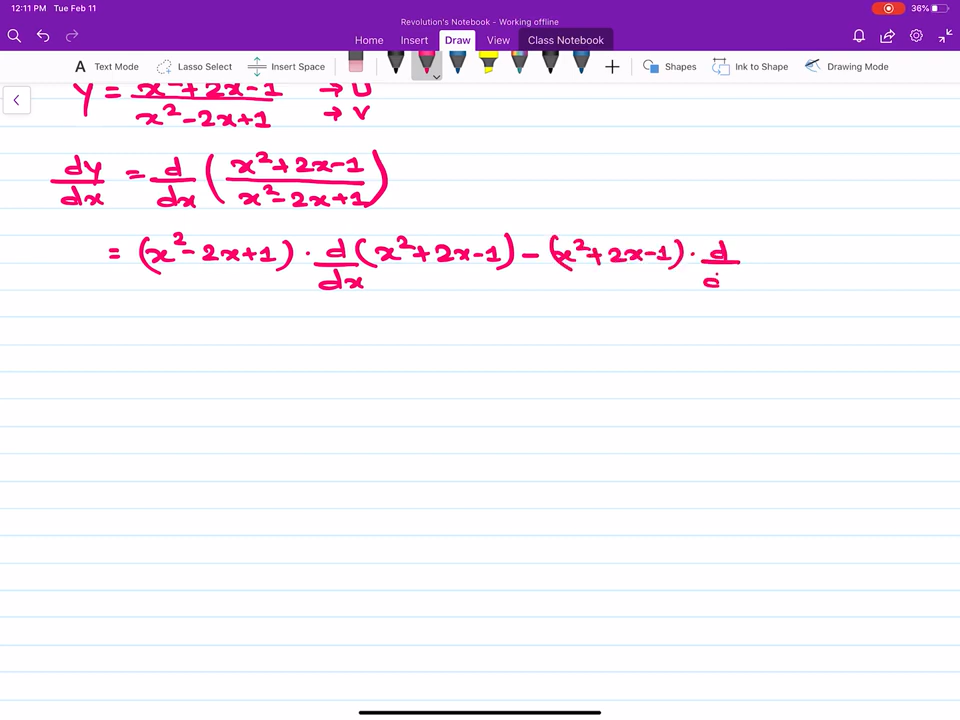 12:11 PM Tue Feb 11 36%
Revolution's Notebook - Working offline
Home Insert Draw View Class Notebook
A Text Mode Lasso Select Insert Space + Shapes Ink to Shape Drawing Mode
y = x²+2x-1 → U
x²-2x+1 → V
dy/dx = d/dx (x²+2x-1 / x²-2x+1)
= (x²-2x+1) · d/dx (x²+2x-1) - (x²+2x-1) · d/d